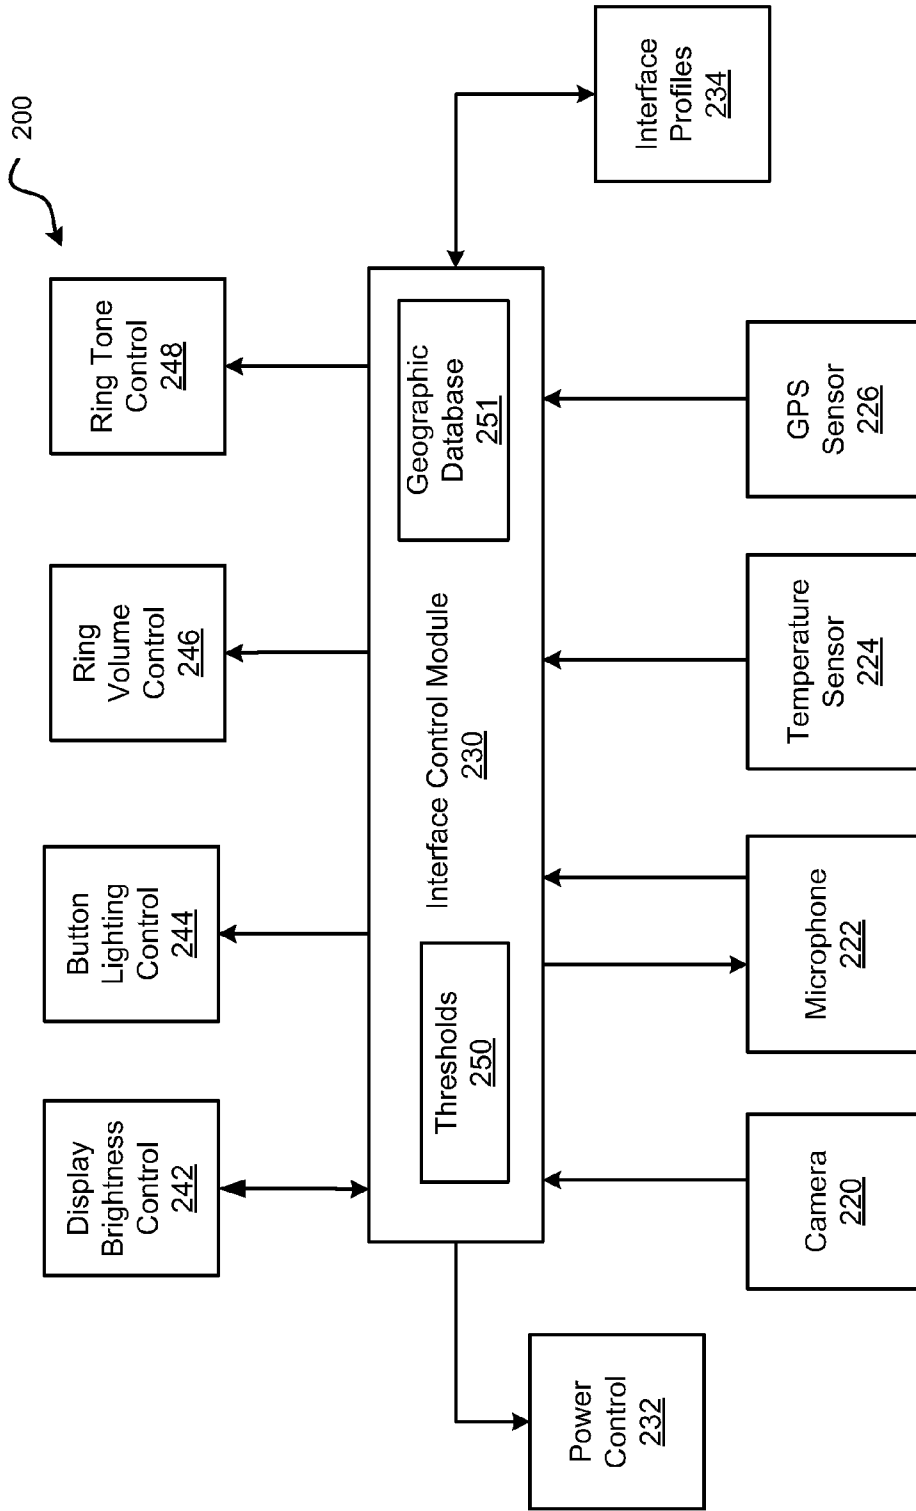 200
Display
Brightness
Control
242
Button
Lighting
Control
244
Ring
Volume
Control
246
Ring Tone
Control
248
Thresholds
250
Interface Control Module
230
Geographic
Database
251
Power
Control
232
Interface
Profiles
234
Camera
220
Microphone
222
Temperature
Sensor
224
GPS
Sensor
226